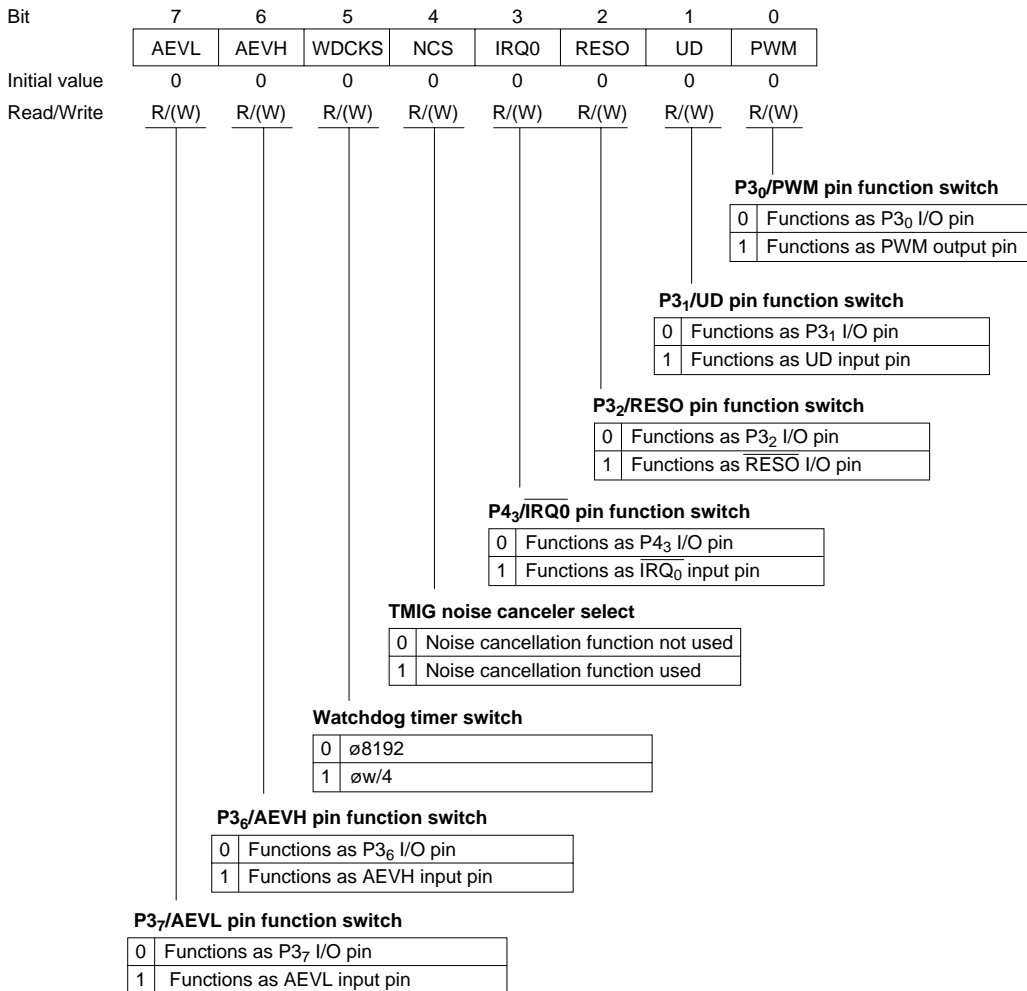 Bit 7 6 5 4 3 2 1 0
AEVL AEVH WDCKS NCS IRQ0 RESO UD PWM
Initial value 0 0 0 0 0 0 0 0
Read/Write R/(W) R/(W) R/(W) R/(W) R/(W) R/(W) R/(W) R/(W)
P3₀/PWM pin function switch
0 Functions as P3₀ I/O pin
1 Functions as PWM output pin
P3₁/UD pin function switch
0 Functions as P3₁ I/O pin
1 Functions as UD input pin
P3₂/RESO pin function switch
0 Functions as P3₂ I/O pin
1 Functions as R̅E̅S̅O̅ I/O pin
P4₃/I̅R̅Q̅0̅ pin function switch
0 Functions as P4₃ I/O pin
1 Functions as I̅R̅Q̅₀̅ input pin
TMIG noise canceler select
0 Noise cancellation function not used
1 Noise cancellation function used
Watchdog timer switch
0 ø8192
1 øw/4
P3₆/AEVH pin function switch
0 Functions as P3₆ I/O pin
1 Functions as AEVH input pin
P3₇/AEVL pin function switch
0 Functions as P3₇ I/O pin
1 Functions as AEVL input pin